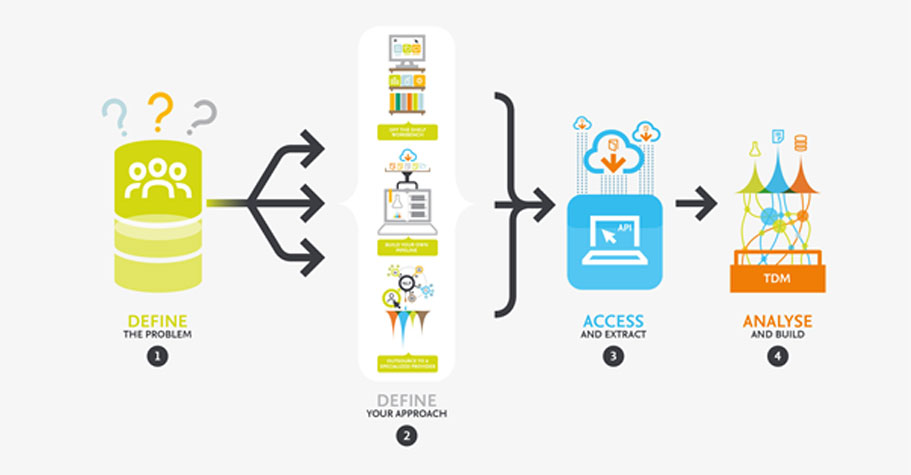 DEFINE
THE PROBLEM
1
OFF THE SHELF
WORKBENCH
BUILD YOUR OWN
PIPELINE
OUTSOURCE TO A
SPECIALIZED PROVIDER
DEFINE
YOUR APPROACH
2
API
ACCESS
AND EXTRACT
3
TDM
ANALYSE
AND BUILD
4